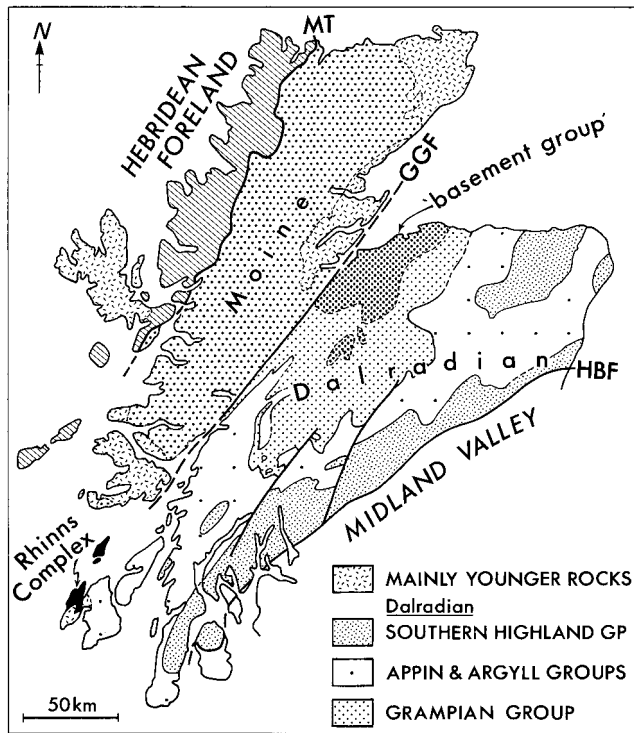 N
MT
HEBRIDEAN
FORELAND
GGF
'basement group'
Moine
Dalradian
HBF
MIDLAND VALLEY
Rhinns
Complex
MAINLY YOUNGER ROCKS
Dalradian
SOUTHERN HIGHLAND GP
APPIN & ARGYLL GROUPS
GRAMPIAN GROUP
50km